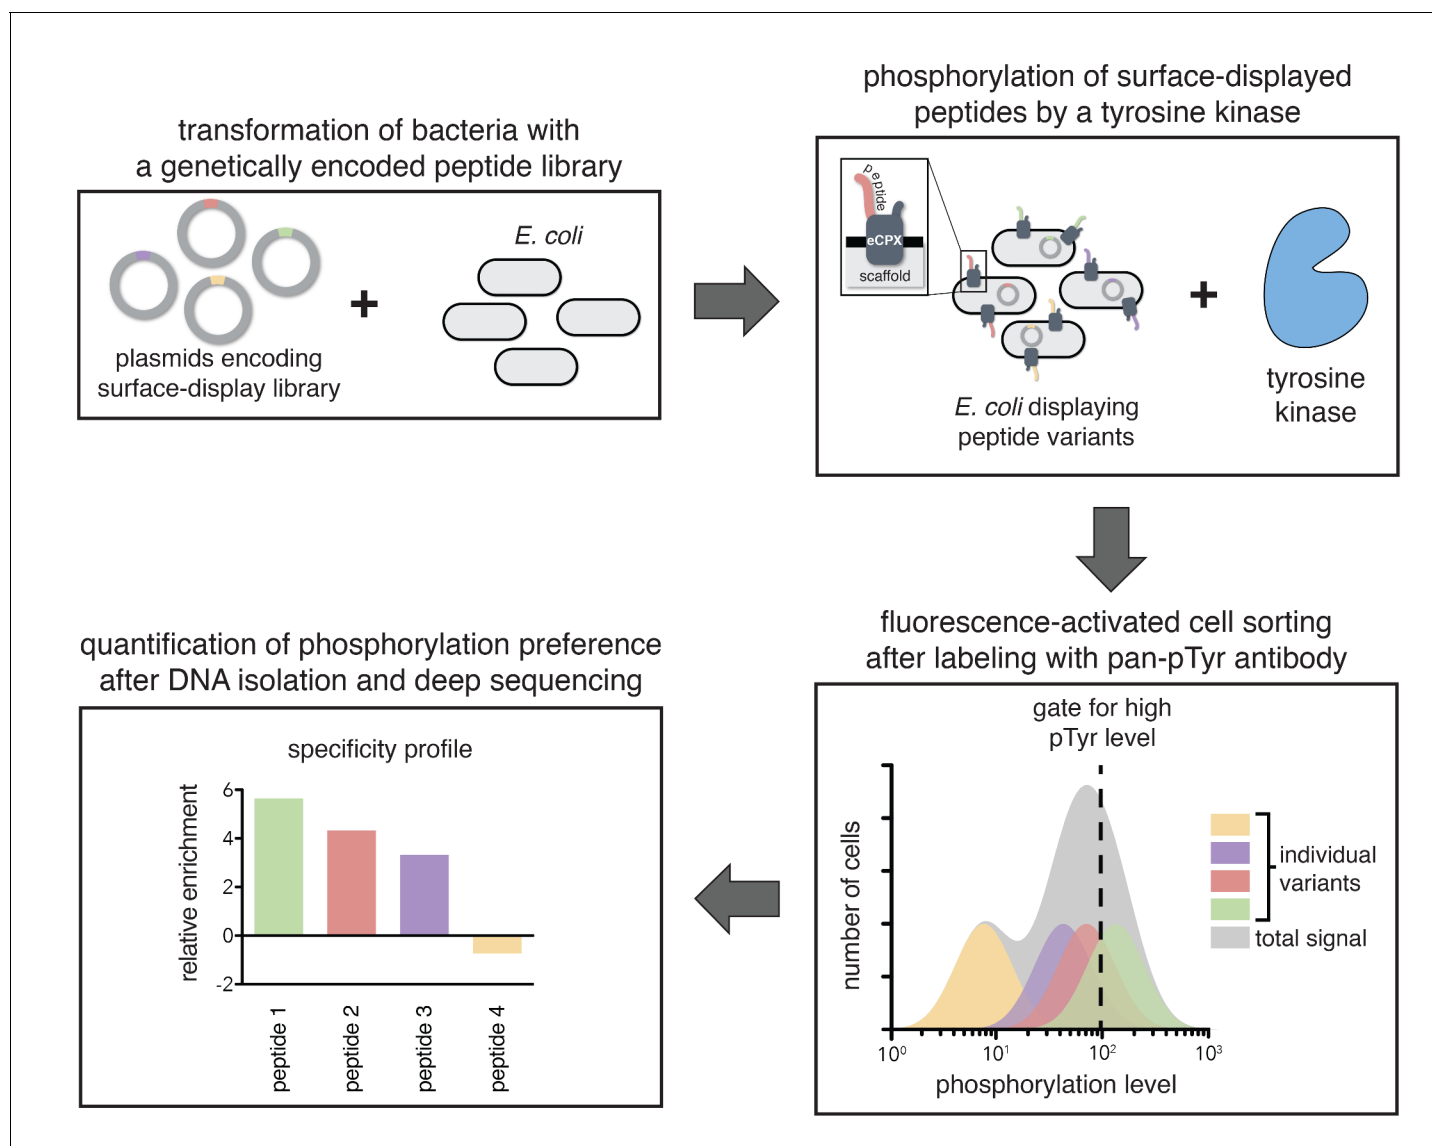 transformation of bacteria with
a genetically encoded peptide library
E. coli
+
plasmids encoding
surface-display library
phosphorylation of surface-displayed
peptides by a tyrosine kinase
peptide
eCPX
scaffold
+
E. coli displaying
peptide variants
tyrosine
kinase
fluorescence-activated cell sorting
after labeling with pan-pTyr antibody
gate for high
pTyr level
number of cells
individual
variants
total signal
10⁰ 10¹ 10² 10³
phosphorylation level
quantification of phosphorylation preference
after DNA isolation and deep sequencing
specificity profile
relative enrichment
6
4
2
0
-2
peptide 1
peptide 2
peptide 3
peptide 4